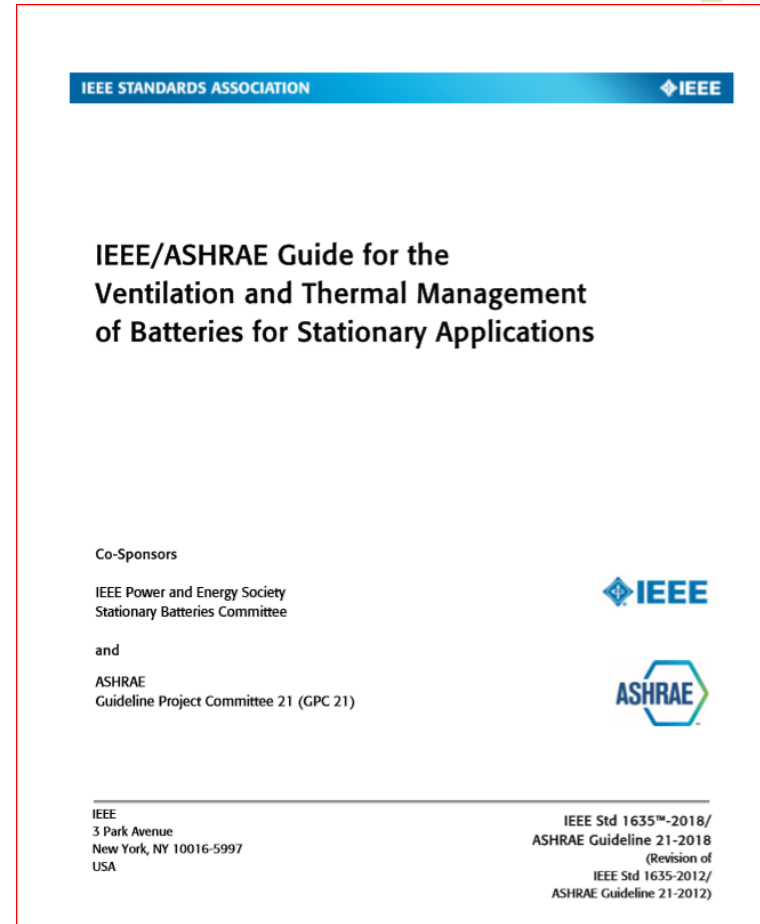 IEEE STANDARDS ASSOCIATION
IEEE
IEEE/ASHRAE Guide for the
Ventilation and Thermal Management
of Batteries for Stationary Applications
Co-Sponsors
IEEE Power and Energy Society
Stationary Batteries Committee
and
ASHRAE
Guideline Project Committee 21 (GPC 21)
IEEE
ASHRAE™
IEEE
3 Park Avenue
New York, NY 10016-5997
USA
IEEE Std 1635™-2018/
ASHRAE Guideline 21-2018
(Revision of
IEEE Std 1635-2012/
ASHRAE Guideline 21-2012)